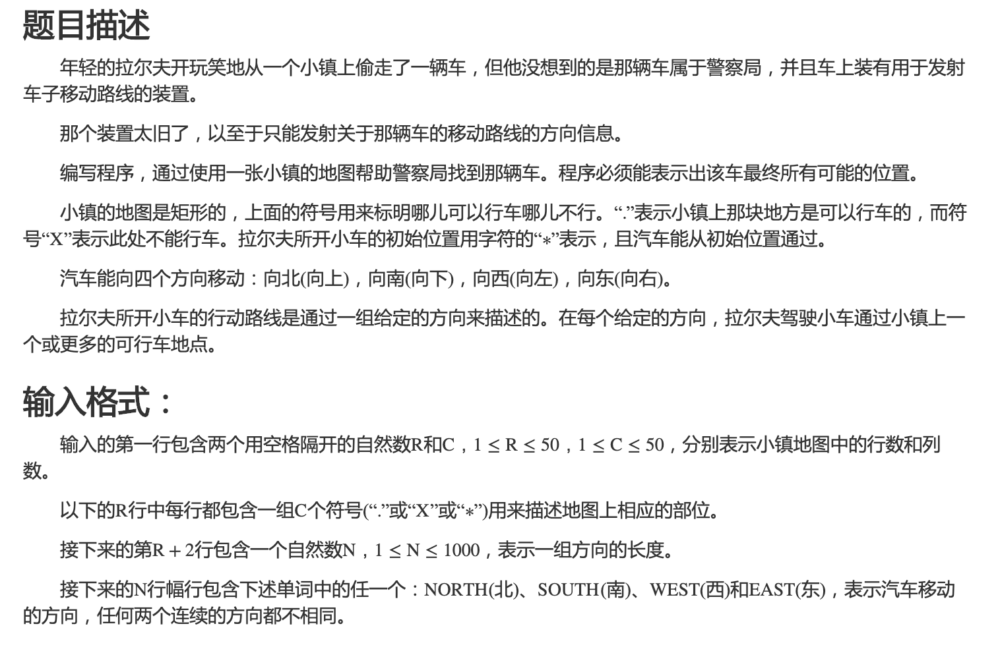 题目描述
年轻的拉尔夫开玩笑地从一个小镇上偷走了一辆车，但他没想到的是那辆车属于警察局，并且车上装有用于发射
车子移动路线的装置。
那个装置太旧了，以至于只能发射关于那辆车的移动路线的方向信息。
编写程序，通过使用一张小镇的地图帮助警察局找到那辆车。程序必须能表示出该车最终所有可能的位置。
小镇的地图是矩形的，上面的符号用来标明哪儿可以行车哪儿不行。“.”表示小镇上那块地方是可以行车的，而符
号“X”表示此处不能行车。拉尔夫所开小车的初始位置用字符的“*”表示，且汽车能从初始位置通过。
汽车能向四个方向移动：向北(向上)，向南(向下)，向西(向左)，向东(向右)。
拉尔夫所开小车的行动路线是通过一组给定的方向来描述的。在每个给定的方向，拉尔夫驾驶小车通过小镇上一
个或更多的可行车地点。
输入格式：
输入的第一行包含两个用空格隔开的自然数R和C，1 ≤ R ≤ 50，1 ≤ C ≤ 50，分别表示小镇地图中的行数和列
数。
以下的R行中每行都包含一组C个符号(“.”或“X”或“*”)用来描述地图上相应的部位。
接下来的第R + 2行包含一个自然数N，1 ≤ N ≤ 1000，表示一组方向的长度。
接下来的N行幅行包含下述单词中的任一个：NORTH(北)、SOUTH(南)、WEST(西)和EAST(东)，表示汽车移动
的方向，任何两个连续的方向都不相同。